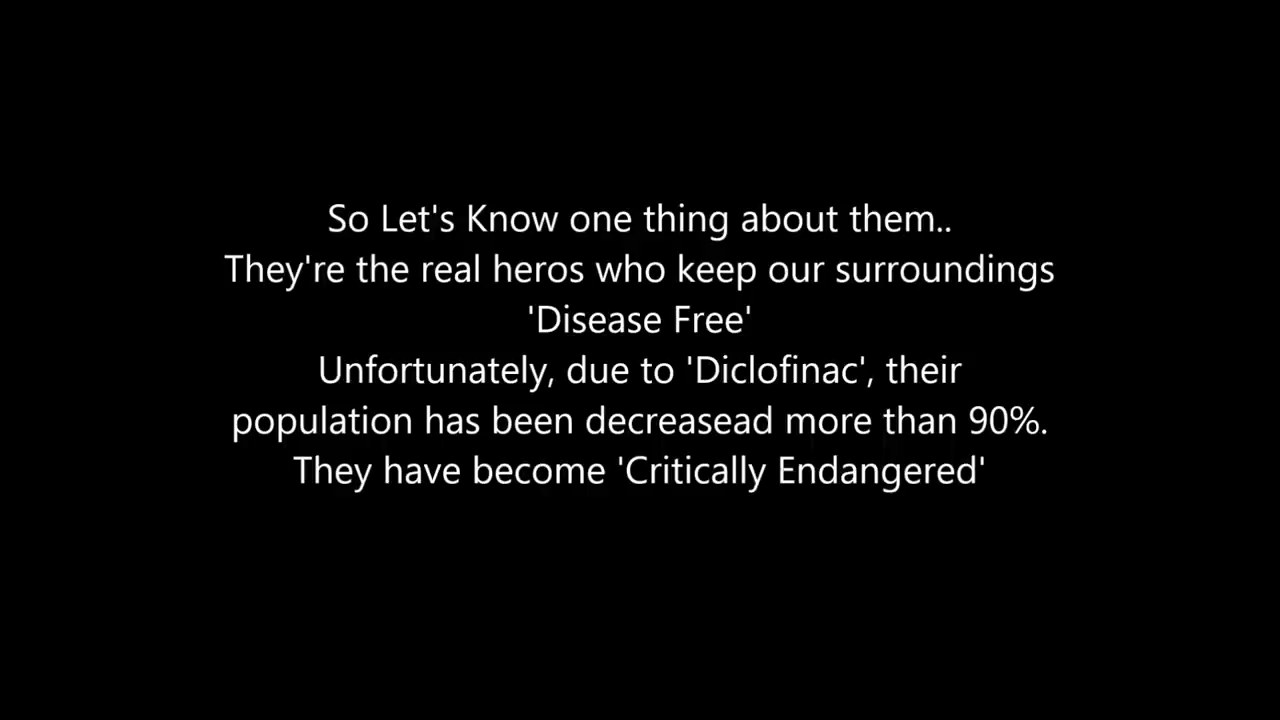 So Let's Know one thing about them..
They're the real heros who keep our surroundings
'Disease Free'
Unfortunately, due to 'Diclofinac', their
population has been decreasead more than 90%.
They have become 'Critically Endangered'